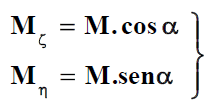 M_ζ = M.cos α
M_η = M.senα